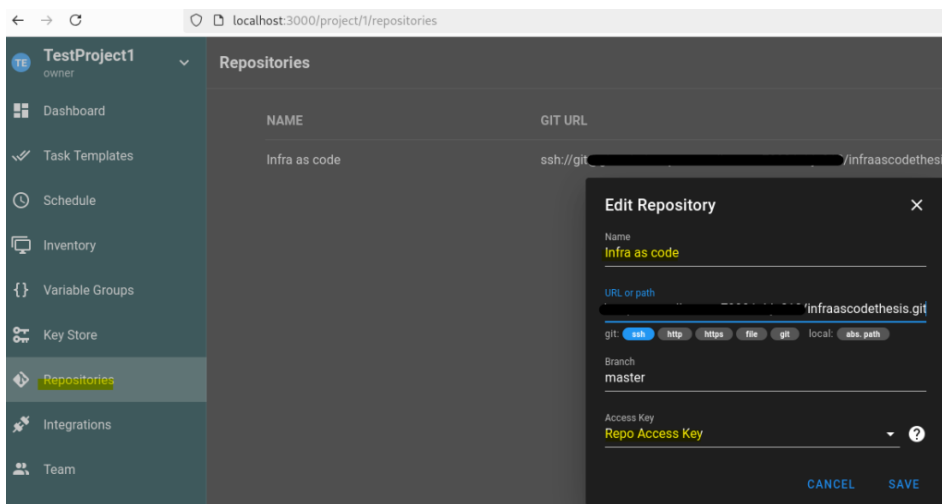 localhost:3000/project/1/repositories
TE
TestProject1
owner
Repositories
Dashboard
NAME
GIT URL
Task Templates
Infra as code
ssh://git
/infraascodethesi
Schedule
Edit Repository
Inventory
Name
Infra as code
Variable Groups
URL or path
/infraascodethesis.git
Key Store
git: ssh http https file git local: abs. path
Branch
master
Repositories
Access Key
Integrations
Repo Access Key
Team
CANCEL SAVE